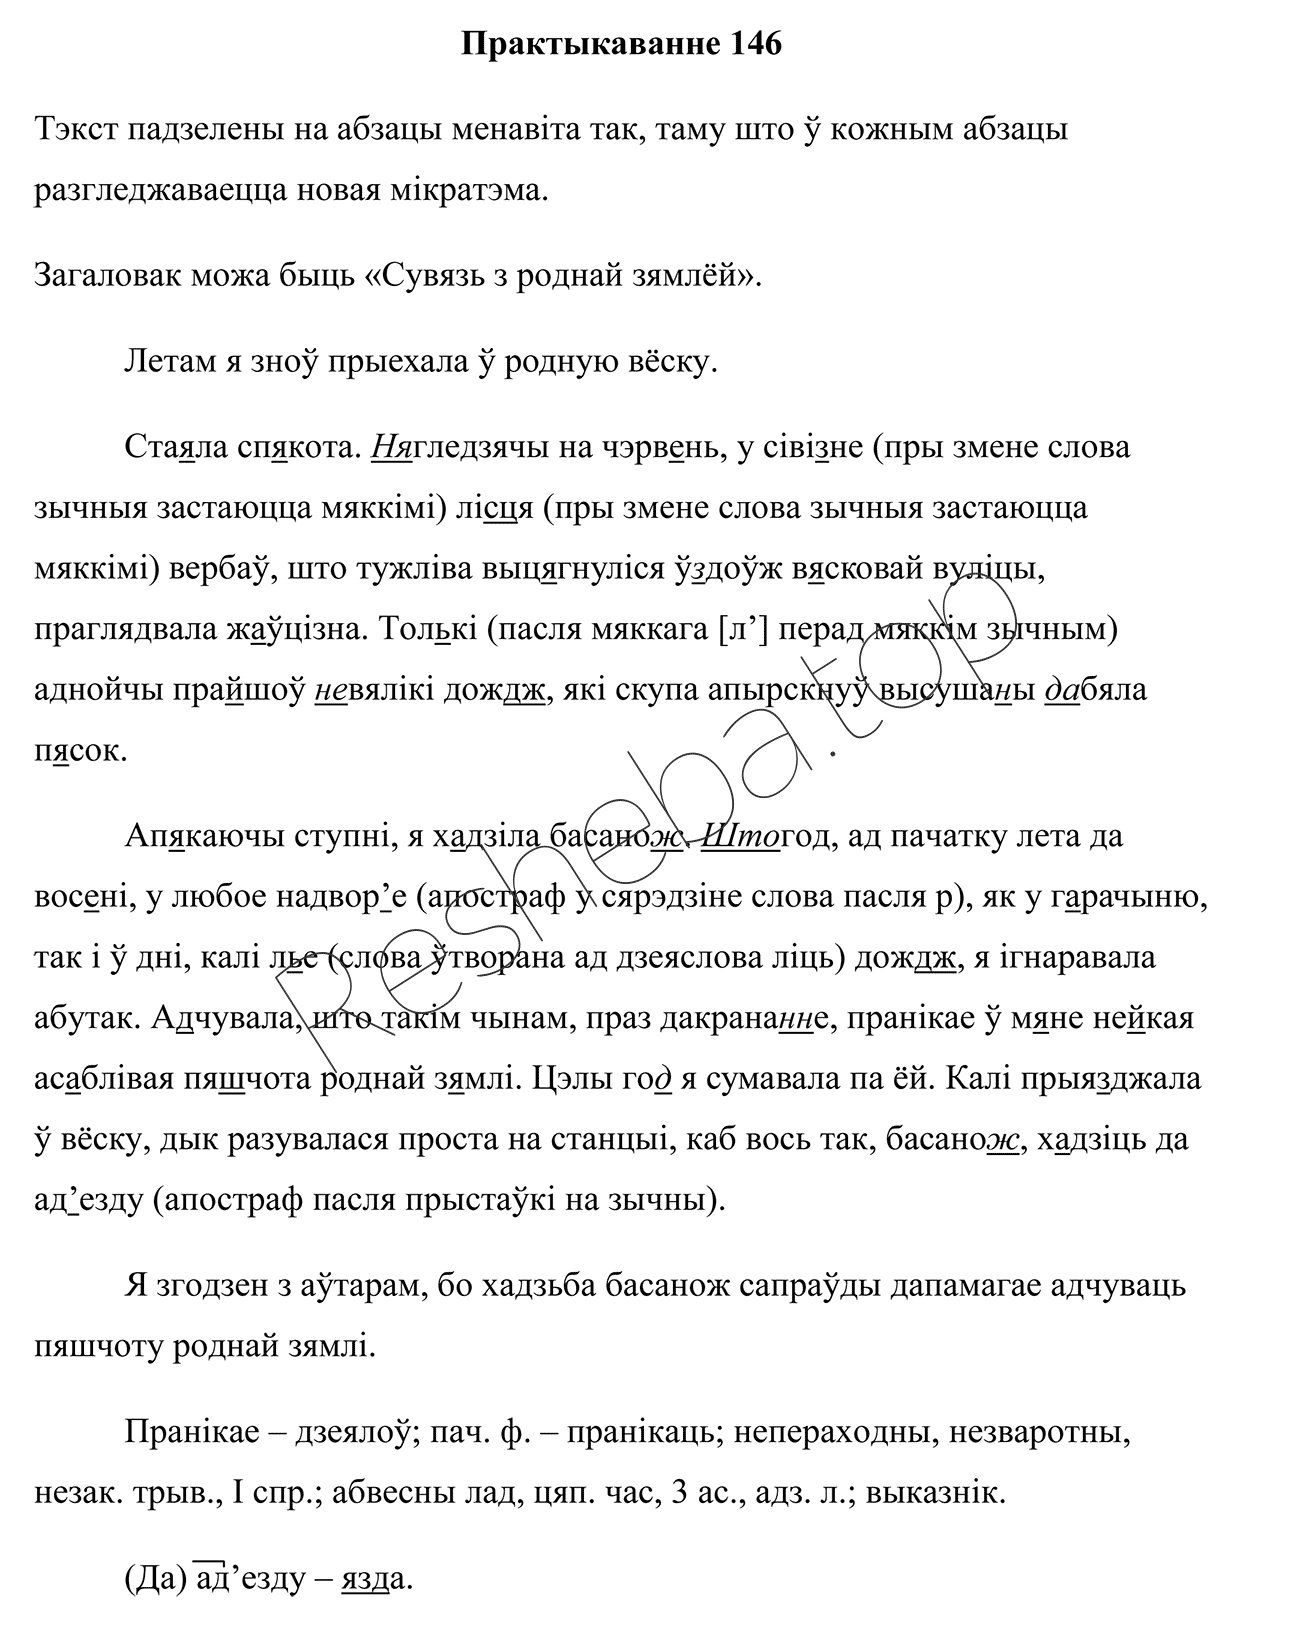 Практыкаванне 146
Тэкст падзелены на абзацы менавіта так, таму што ў кожным абзацы
разгледжаваецца новая мікратэма.
Загаловак можа быць «Сувязь з роднай зямлёй».
Летам я зноў прыехала ў родную вёску.
Стаяла спякота. Нягледзячы на чэрвень, у сівізне (пры змене слова
зычныя застаюцца мяккімі) лісця (пры змене слова зычныя застаюцца
мяккімі) вербаў, што тужліва выцягнуліся ўздоўж вясковай вуліцы,
праглядвала жаўцізна. Толькі (пасля мяккага [л’] перад мяккім зычным)
аднойчы прайшоў невялікі дождж, які скупа апырскнуў высушаны дабяла
пясок.
Апякаючы ступні, я хадзіла басанож. Штогод, ад пачатку лета да
восені, у любое надвор’е (апостраф у сярэдзіне слова пасля р), як у гарачыню,
так і ў дні, калі лье (слова ўтворана ад дзеяслова ліць) дождж, я ігнаравала
абутак. Адчувала, што такім чынам, праз дакрананне, пранікае ў мяне нейкая
асаблівая пяшчота роднай зямлі. Цэлы год я сумавала па ёй. Калі прыязджала
ў вёску, дык разувалася проста на станцыі, каб вось так, басанож, хадзіць да
ад’езду (апостраф пасля прыстаўкі на зычны).
Я згодзен з аўтарам, бо хадзьба басанож сапраўды дапамагае адчуваць
пяшчоту роднай зямлі.
Пранікае – дзеялоў; пач. ф. – пранікаць; непераходны, незваротны,
незак. трыв., I спр.; абвесны лад, цяп. час, 3 ас., адз. л.; выказнік.
(Да) ад’езду – язда.
Resheba.top